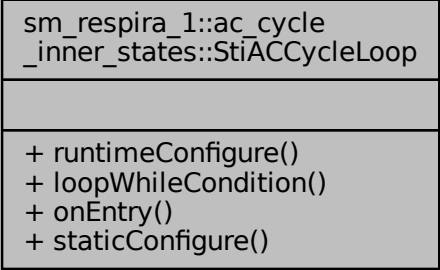 sm_respira_1::ac_cycle
_inner_states::StiACCycleLoop
+ runtimeConfigure()
+ loopWhileCondition()
+ onEntry()
+ staticConfigure()